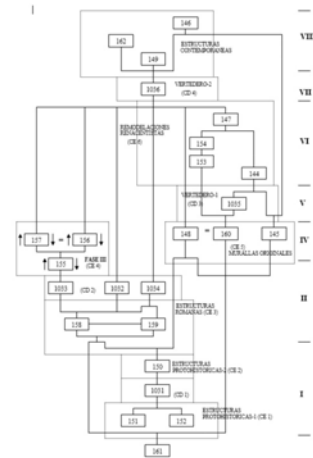 146
162
ESTRUCTURAS
CONTEMPORANEAS
VII
149
1036
VERTEDERO-2
(CD 4)
VII
REMODELACIONES
RENACENTISTAS
(CE 6)
147
154
VI
153
144
VERTEDERO-1
(CD 3)
1035
V
157
=
156
148
=
160
145
IV
(CE 5)
MURALLAS ORIGINALES
155
FASE III
(CE 4)
1033
(CD 2)
1032
1034
II
ESTRUCTURAS
ROMANAS (CE 3)
158
159
150
ESTRUCTURAS
PROTOHISTORICAS-2 (CE 2)
1031
(CD 1)
I
ESTRUCTURAS
PROTOHISTORICAS-1 (CE 1)
151
152
161